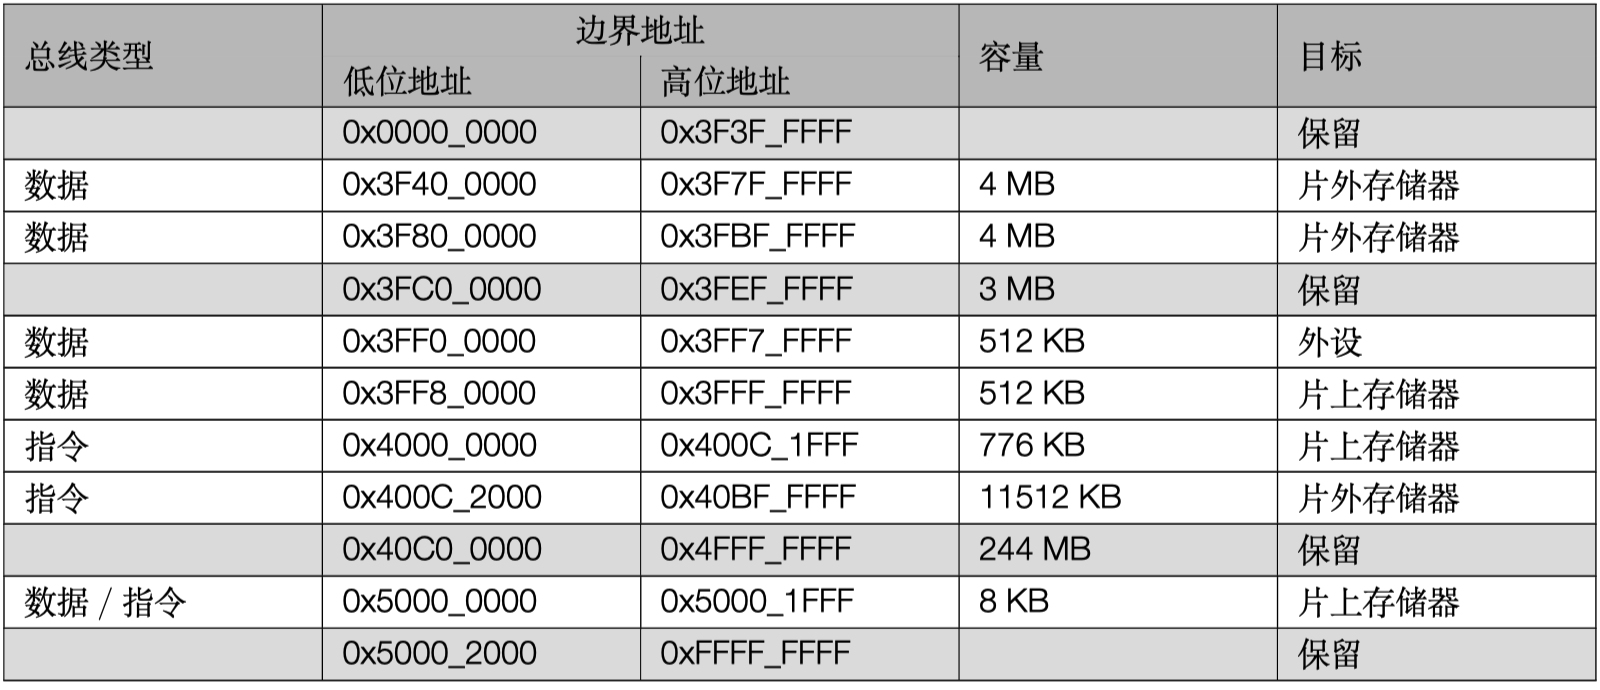 总线类型 边界地址 容量 目标
低位地址 高位地址
0x0000_0000 0x3F3F_FFFF 保留
数据 0x3F40_0000 0x3F7F_FFFF 4 MB 片外存储器
数据 0x3F80_0000 0x3FBF_FFFF 4 MB 片外存储器
0x3FC0_0000 0x3FEF_FFFF 3 MB 保留
数据 0x3FF0_0000 0x3FF7_FFFF 512 KB 外设
数据 0x3FF8_0000 0x3FFF_FFFF 512 KB 片上存储器
指令 0x4000_0000 0x400C_1FFF 776 KB 片上存储器
指令 0x400C_2000 0x40BF_FFFF 11512 KB 片外存储器
0x40C0_0000 0x4FFF_FFFF 244 MB 保留
数据 / 指令 0x5000_0000 0x5000_1FFF 8 KB 片上存储器
0x5000_2000 0xFFFF_FFFF 保留